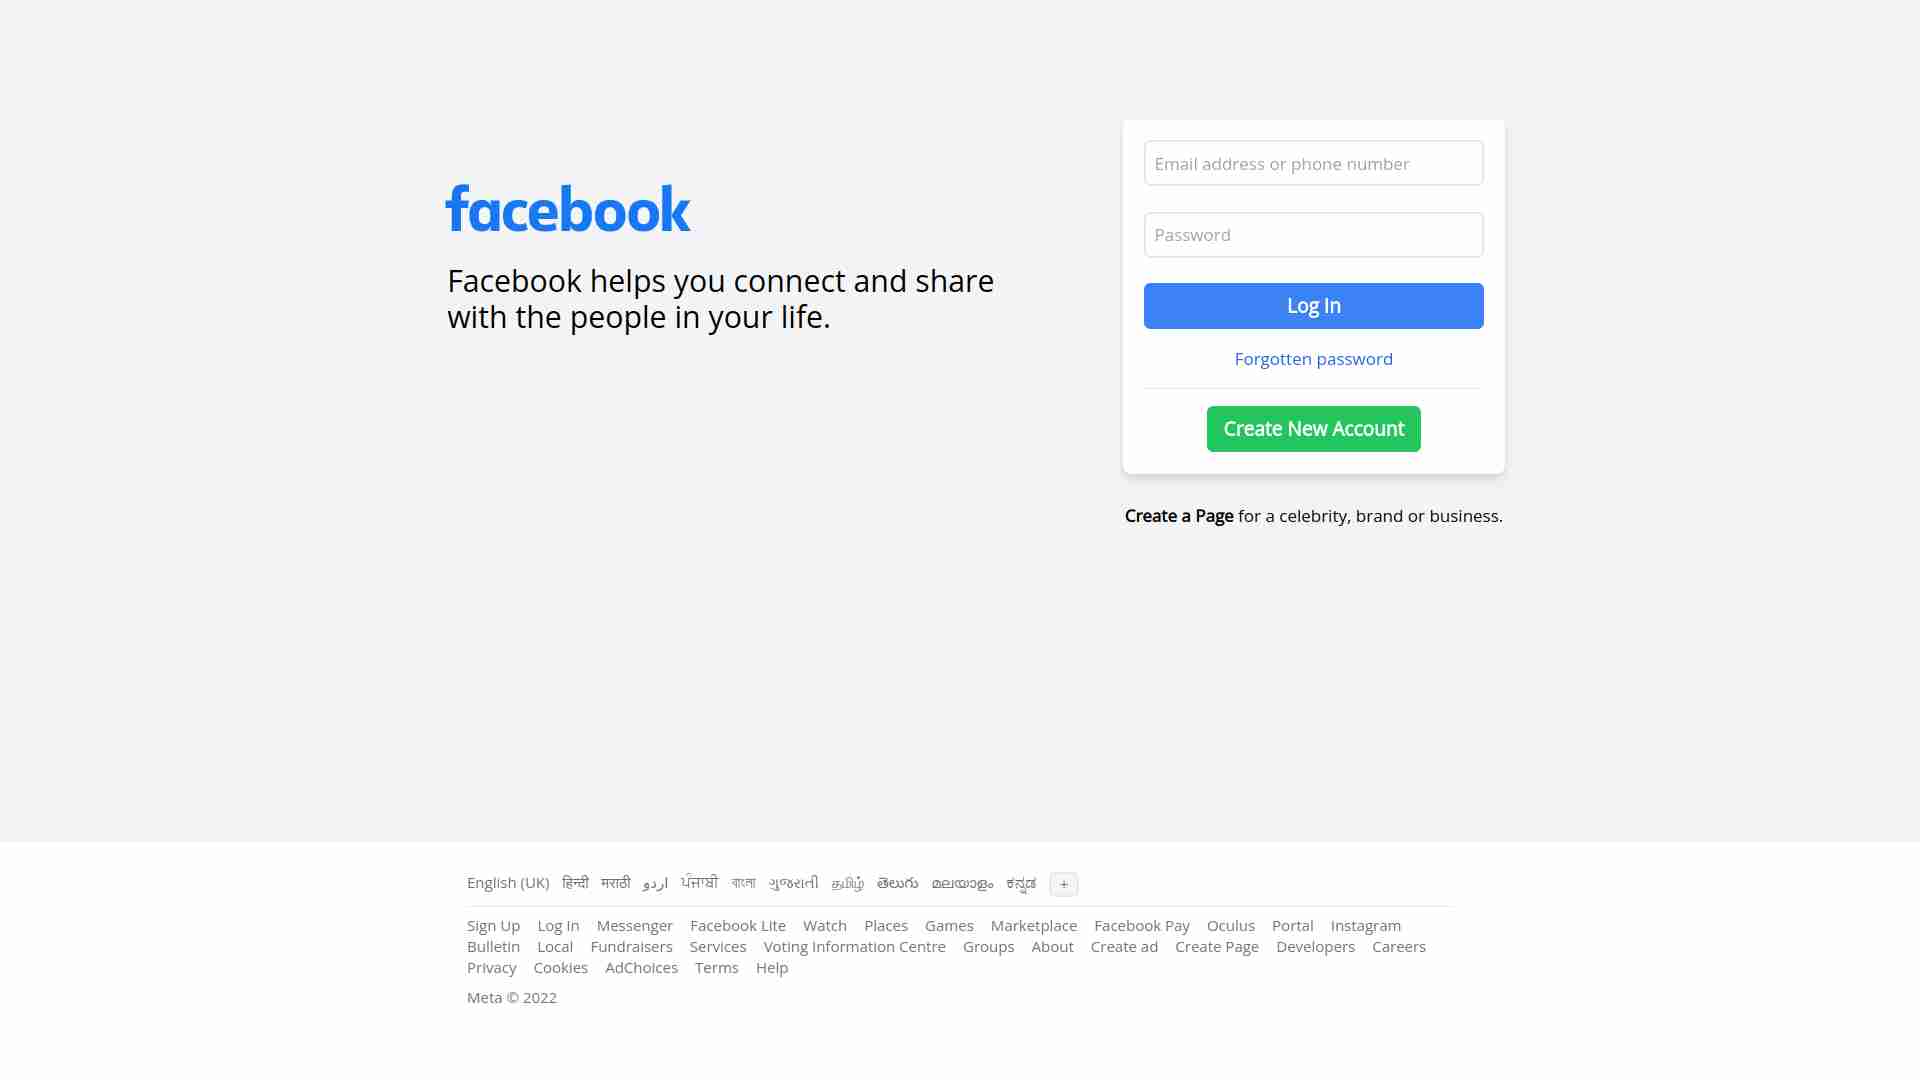 facebook
Facebook helps you connect and share
with the people in your life.
Email address or phone number
Password
Log In
Forgotten password
Create New Account
Create a Page for a celebrity, brand or business.
English (UK) हिन्दी मराठी اردو ਪੰਜਾਬੀ বাংলা ગુજરાતી தமிழ் తెలుగు മലയാളം ಕನ್ನಡ +
Sign Up Log In Messenger Facebook Lite Watch Places Games Marketplace Facebook Pay Oculus Portal Instagram
Bulletin Local Fundraisers Services Voting Information Centre Groups About Create ad Create Page Developers Careers
Privacy Cookies AdChoices Terms Help
Meta © 2022